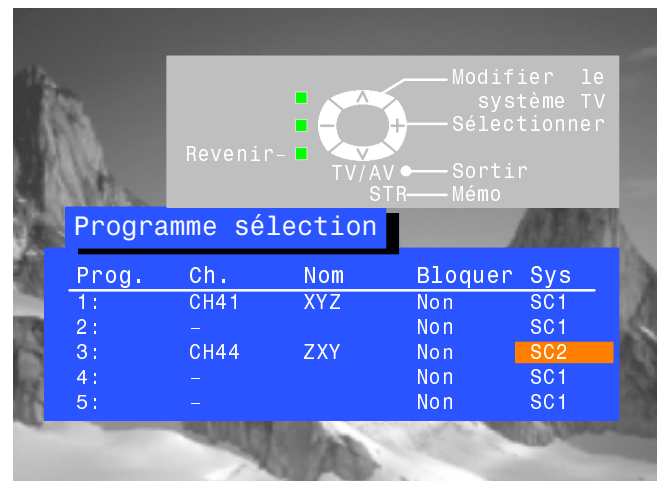 Modifier le
système TV
Sélectionner
Revenir–
TV/AV Sortir
STR Mémo
Programme sélection
Prog. Ch. Nom Bloquer Sys
1: CH41 XYZ Non SC1
2: – Non SC1
3: CH44 ZXY Non SC2
4: – Non SC1
5: – Non SC1